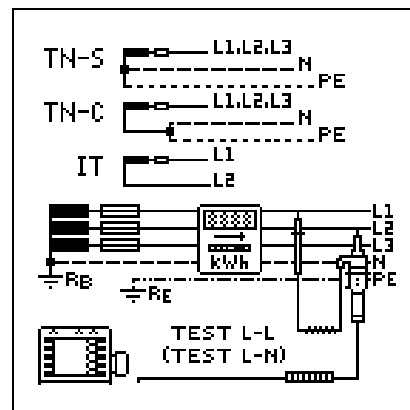 TN-S
L1,L2,L3
N
PE
TN-C
L1,L2,L3
N
PE
IT
L1
L2
8888
kWh
L1
L2
L3
N
PE
RB
RE
TEST L-L
(TEST L-N)